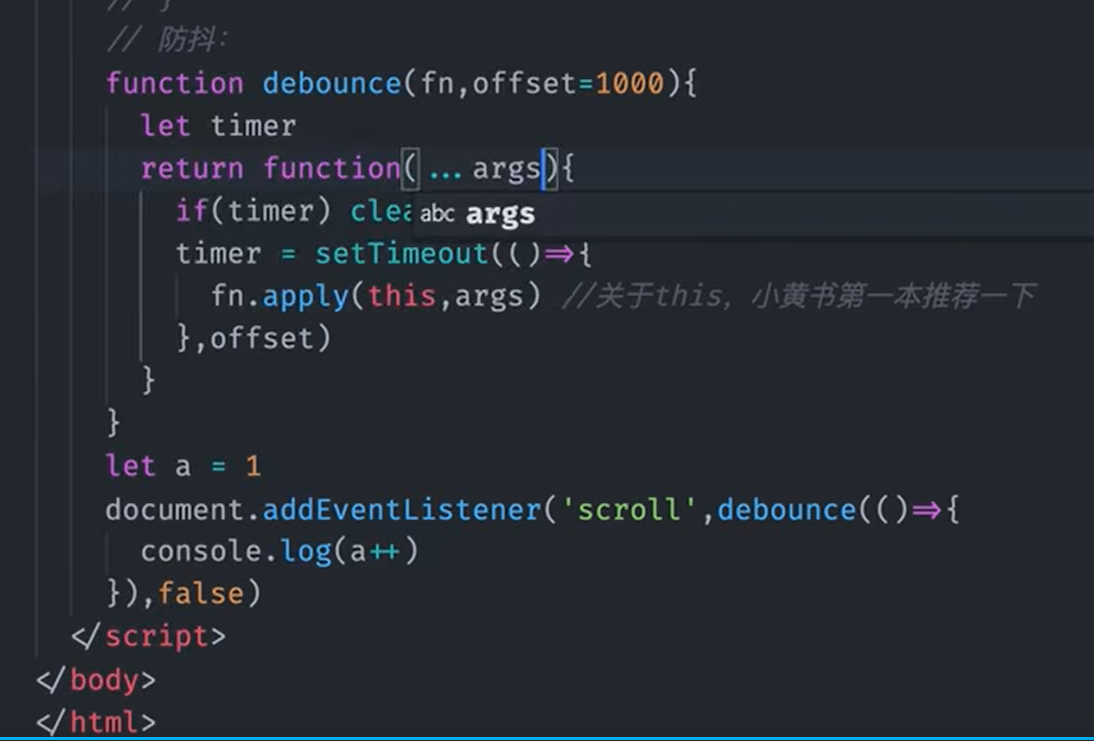 // }
// 防抖:
function debounce(fn,offset=1000){
let timer
return function(...args){
if(timer) clea
abc args
timer = setTimeout(()=>{
fn.apply(this,args) //关于this, 小黄书第一本推荐一下
},offset)
}
}
let a = 1
document.addEventListener('scroll',debounce(()=>{
console.log(a++)
}),false)
</script>
</body>
</html>